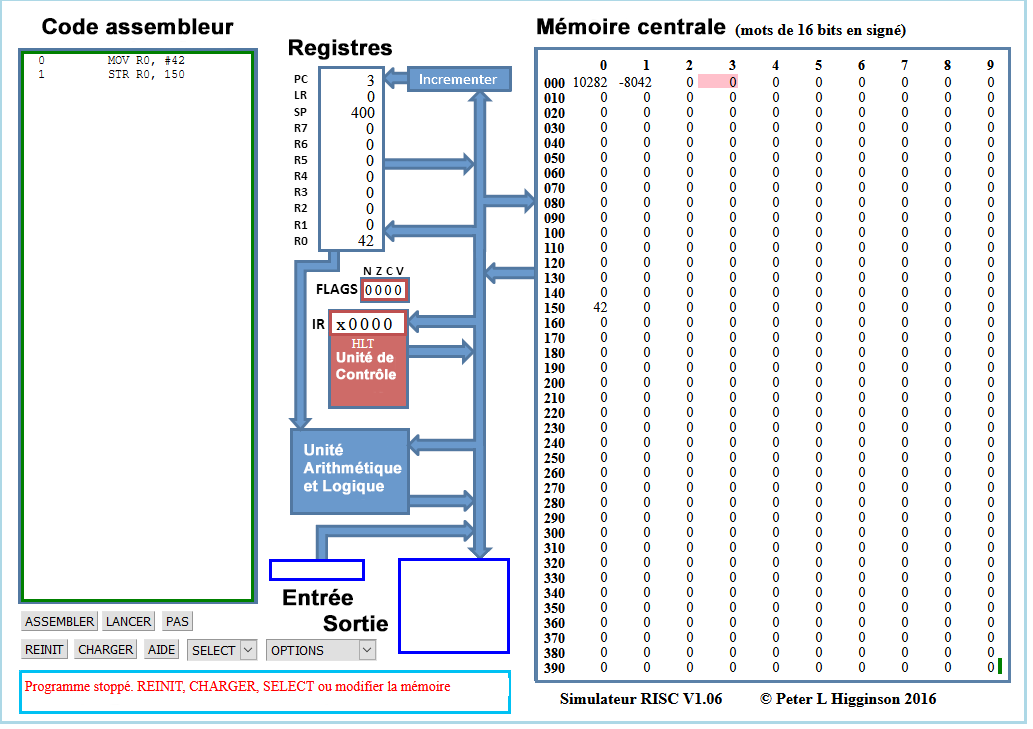 Code assembleur
0 MOV R0, #42
1 STR R0, 150
ASSEMBLER LANCER PAS
REINIT CHARGER AIDE SELECT OPTIONS
Programme stoppé. REINIT, CHARGER, SELECT ou modifier la mémoire
Registres
PC 3
LR 0
SP 400
R7 0
R6 0
R5 0
R4 0
R3 0
R2 0
R1 0
R0 42
Incrementer
N Z C V
FLAGS 0000
IR x0000
HLT
Unité de
Contrôle
Unité
Arithmétique
et Logique
Entrée
Sortie
Mémoire centrale (mots de 16 bits en signé)
0 1 2 3 4 5 6 7 8 9
000 10282 -8042 0 0 0 0 0 0 0 0
010 0 0 0 0 0 0 0 0 0 0
020 0 0 0 0 0 0 0 0 0 0
030 0 0 0 0 0 0 0 0 0 0
040 0 0 0 0 0 0 0 0 0 0
050 0 0 0 0 0 0 0 0 0 0
060 0 0 0 0 0 0 0 0 0 0
070 0 0 0 0 0 0 0 0 0 0
080 0 0 0 0 0 0 0 0 0 0
090 0 0 0 0 0 0 0 0 0 0
100 0 0 0 0 0 0 0 0 0 0
110 0 0 0 0 0 0 0 0 0 0
120 0 0 0 0 0 0 0 0 0 0
130 0 0 0 0 0 0 0 0 0 0
140 0 0 0 0 0 0 0 0 0 0
150 42 0 0 0 0 0 0 0 0 0
160 0 0 0 0 0 0 0 0 0 0
170 0 0 0 0 0 0 0 0 0 0
180 0 0 0 0 0 0 0 0 0 0
190 0 0 0 0 0 0 0 0 0 0
200 0 0 0 0 0 0 0 0 0 0
210 0 0 0 0 0 0 0 0 0 0
220 0 0 0 0 0 0 0 0 0 0
230 0 0 0 0 0 0 0 0 0 0
240 0 0 0 0 0 0 0 0 0 0
250 0 0 0 0 0 0 0 0 0 0
260 0 0 0 0 0 0 0 0 0 0
270 0 0 0 0 0 0 0 0 0 0
280 0 0 0 0 0 0 0 0 0 0
290 0 0 0 0 0 0 0 0 0 0
300 0 0 0 0 0 0 0 0 0 0
310 0 0 0 0 0 0 0 0 0 0
320 0 0 0 0 0 0 0 0 0 0
330 0 0 0 0 0 0 0 0 0 0
340 0 0 0 0 0 0 0 0 0 0
350 0 0 0 0 0 0 0 0 0 0
360 0 0 0 0 0 0 0 0 0 0
370 0 0 0 0 0 0 0 0 0 0
380 0 0 0 0 0 0 0 0 0 0
390 0 0 0 0 0 0 0 0 0 0
Simulateur RISC V1.06 © Peter L Higginson 2016